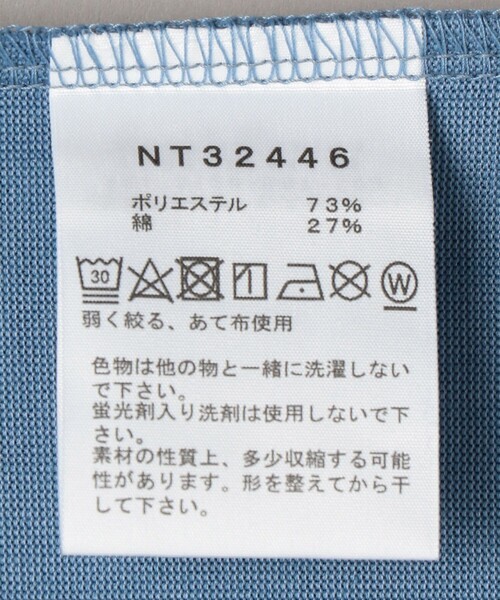 NT32446
ポリエステル 73%
綿 27%
30 W
弱く絞る、あて布使用
色物は他の物と一緒に洗濯しない
で下さい。
蛍光剤入り洗剤は使用しないで下
さい。
素材の性質上、多少収縮する可能
性があります。形を整えてから干
して下さい。